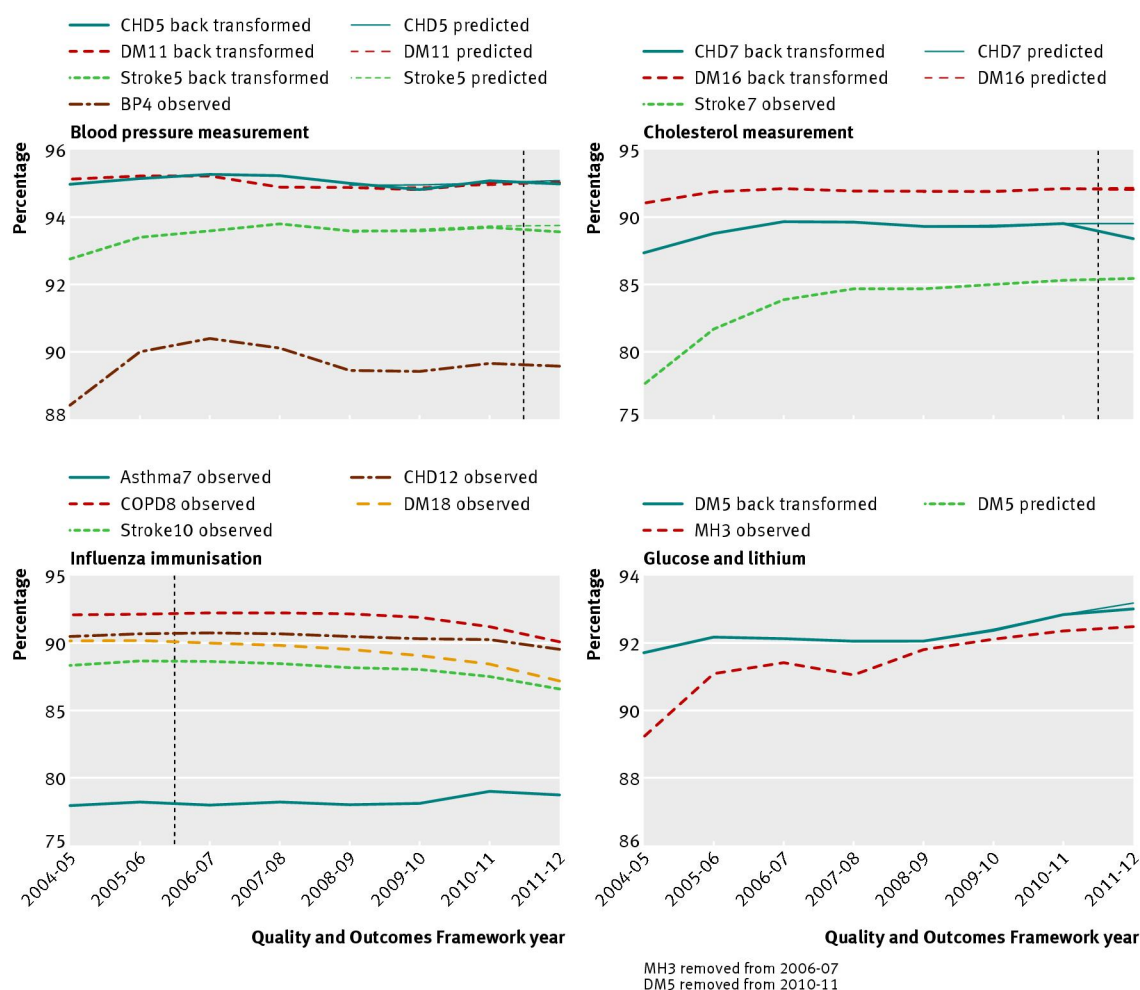 CHD5 back transformed CHD5 predicted
DM11 back transformed DM11 predicted
Stroke5 back transformed Stroke5 predicted
BP4 observed
Blood pressure measurement
Percentage
96
94
92
90
88
CHD7 back transformed CHD7 predicted
DM16 back transformed DM16 predicted
Stroke7 observed
Cholesterol measurement
Percentage
95
90
85
80
75
Asthma7 observed CHD12 observed
COPD8 observed DM18 observed
Stroke10 observed
Influenza immunisation
Percentage
95
90
85
80
75
2004-05 2005-06 2006-07 2007-08 2008-09 2009-10 2010-11 2011-12
Quality and Outcomes Framework year
DM5 back transformed DM5 predicted
MH3 observed
Glucose and lithium
Percentage
94
92
90
88
86
2004-05 2005-06 2006-07 2007-08 2008-09 2009-10 2010-11 2011-12
Quality and Outcomes Framework year
MH3 removed from 2006-07
DM5 removed from 2010-11